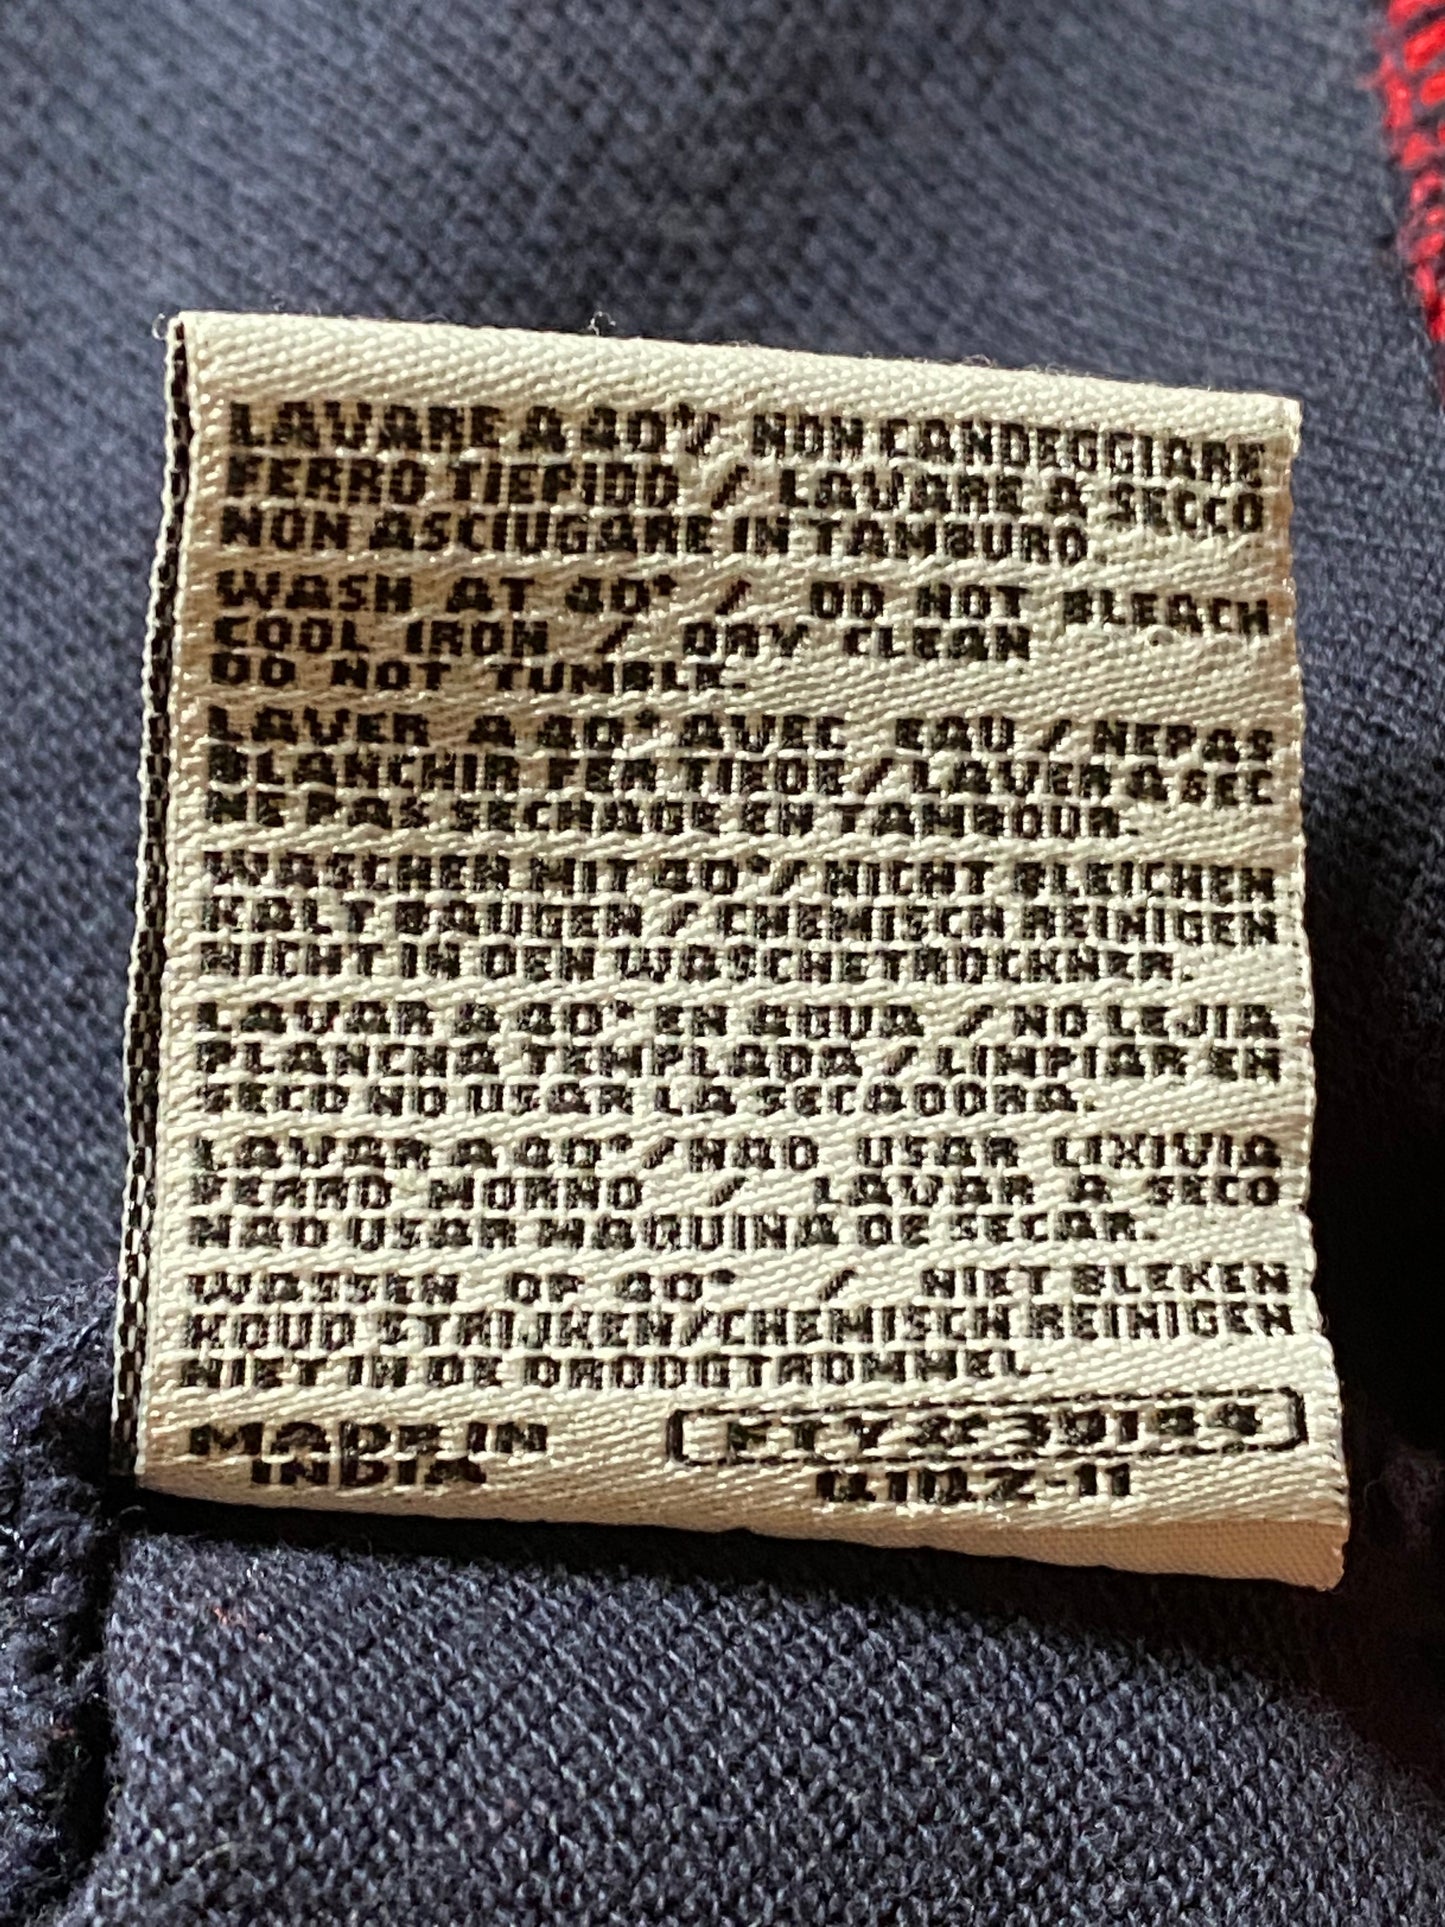 LAVARE A 40°/ NON CANDEGGIARE
FERRO TIEPIDO / LAVARE A SECCO
NON ASCIUGARE IN TAMBURO.
WASH AT 40° / DO NOT BLEACH
COOL IRON / DRY CLEAN
DO NOT TUMBLE.
LAVER A 40° AVEC EAU / NEPAS
BLANCHIR FER TIEDE/LAVER A SEC
NE PAS SECHAGE EN TAMBOUR.
WASCHEN MIT 40°/ NICHT BLEICHEN
KALT BAUGEN / CHEMISCH REINIGEN
NICHT IN DEN WASCHETROCKNER.
LAVAR A 40° EN AGUA / NO LEJIA
PLANCHA TEMPLADA / LIMPIAR EN
SECO NO USAR LA SECADORA.
LAVAR A 40°/NAO USAR LIXIVIA
FERRO MORNO / LAVAR A SECO
NAO USAR MAQUINA DE SECAR.
WASSEN OP 40° / NIET BLEKEN
KOUD STRIJKEN/CHEMISCH REINIGEN
NIET IN DE DROOGTROMMEL
MADE IN FTY# 30184
INDIA 4102-11